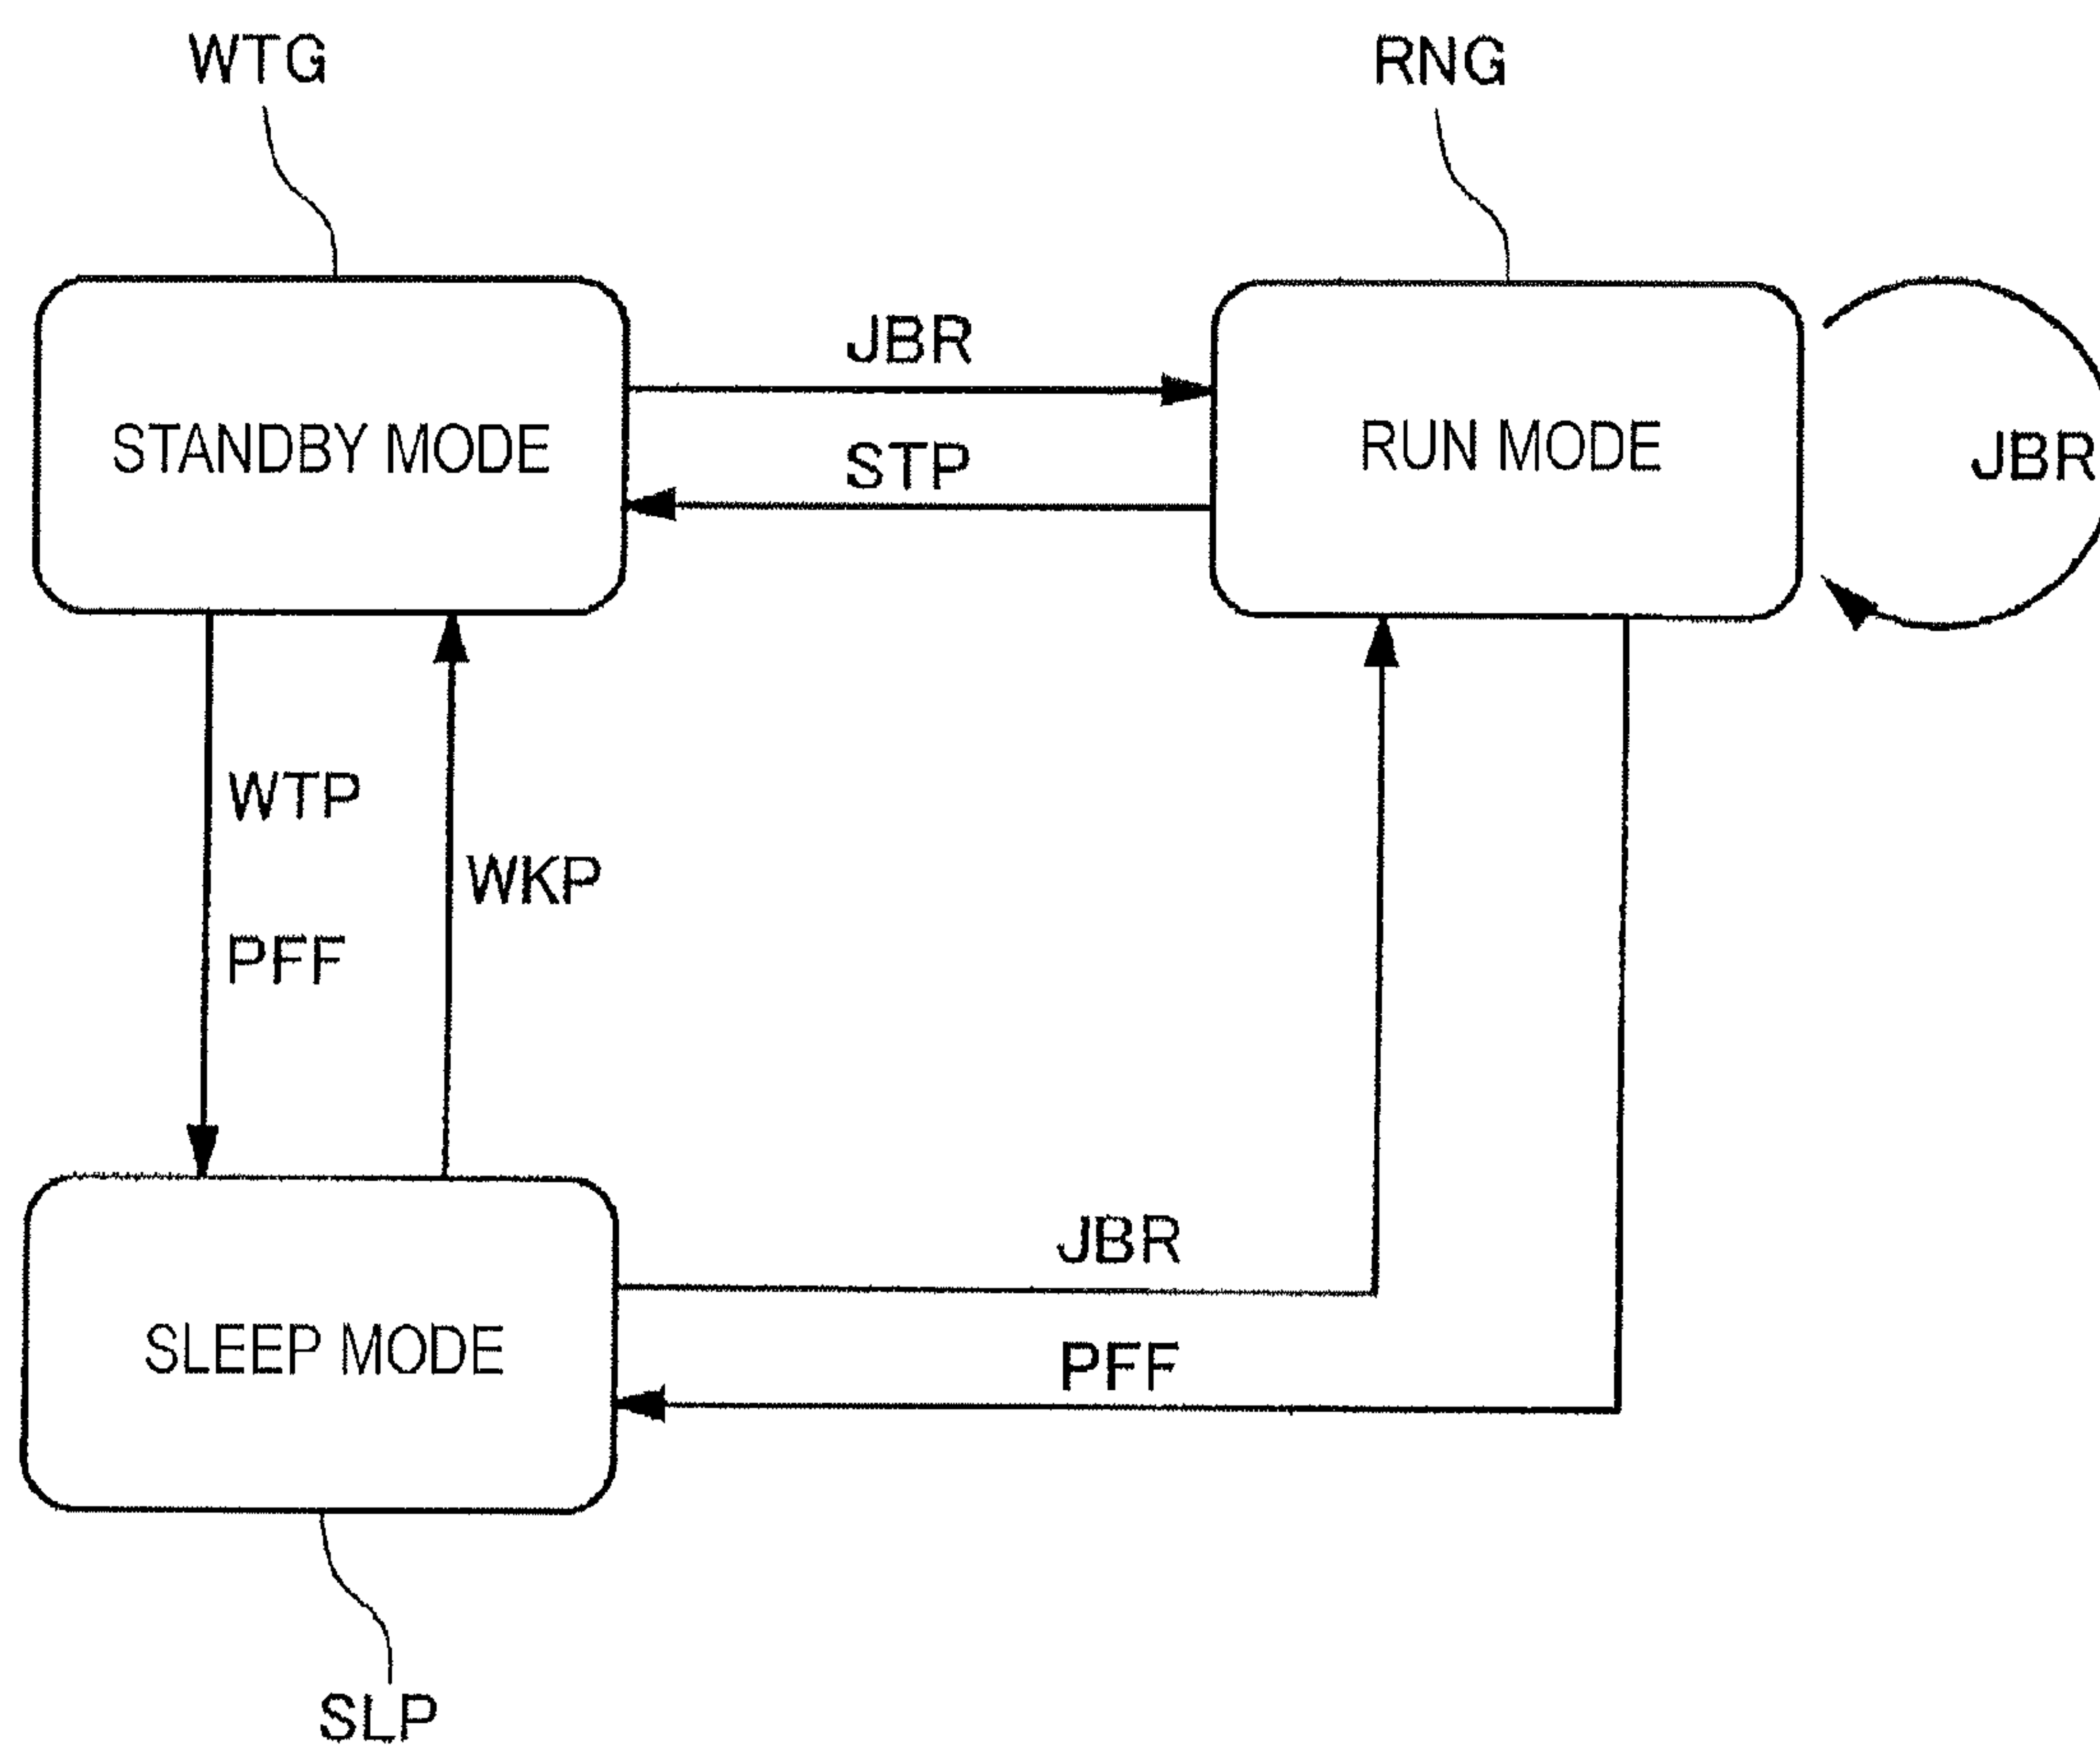 WTG
RNG
JBR
STANDBY MODE
RUN MODE
STP
JBR
WTP
WKP
PFF
JBR
SLEEP MODE
PFF
SLP